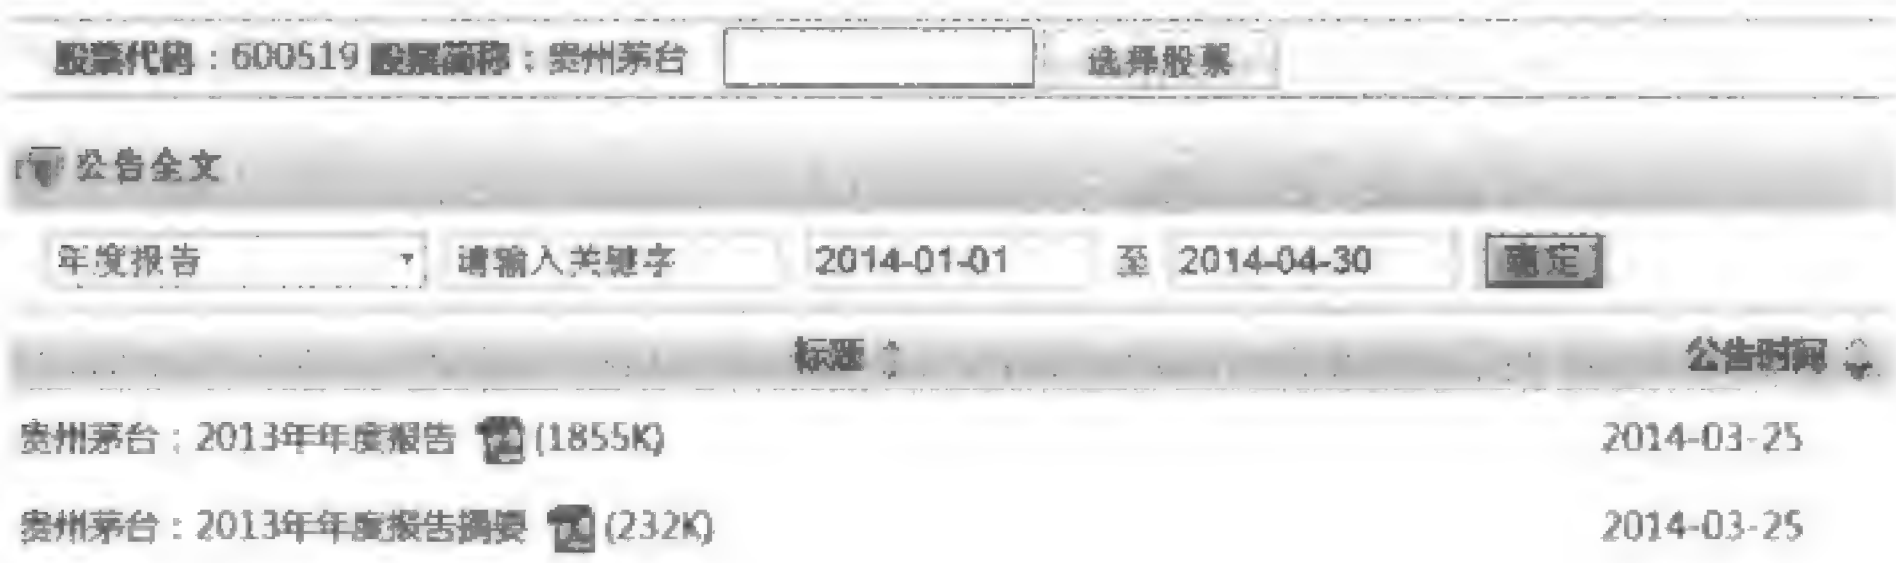 股票代码：600519 股票简称：贵州茅台 选择股票
公告全文
年度报告 请输入关键字 2014-01-01 至 2014-04-30 确定
标题 公告时间
贵州茅台：2013年年度报告 (1855K) 2014-03-25
贵州茅台：2013年年度报告摘要 (232K) 2014-03-25